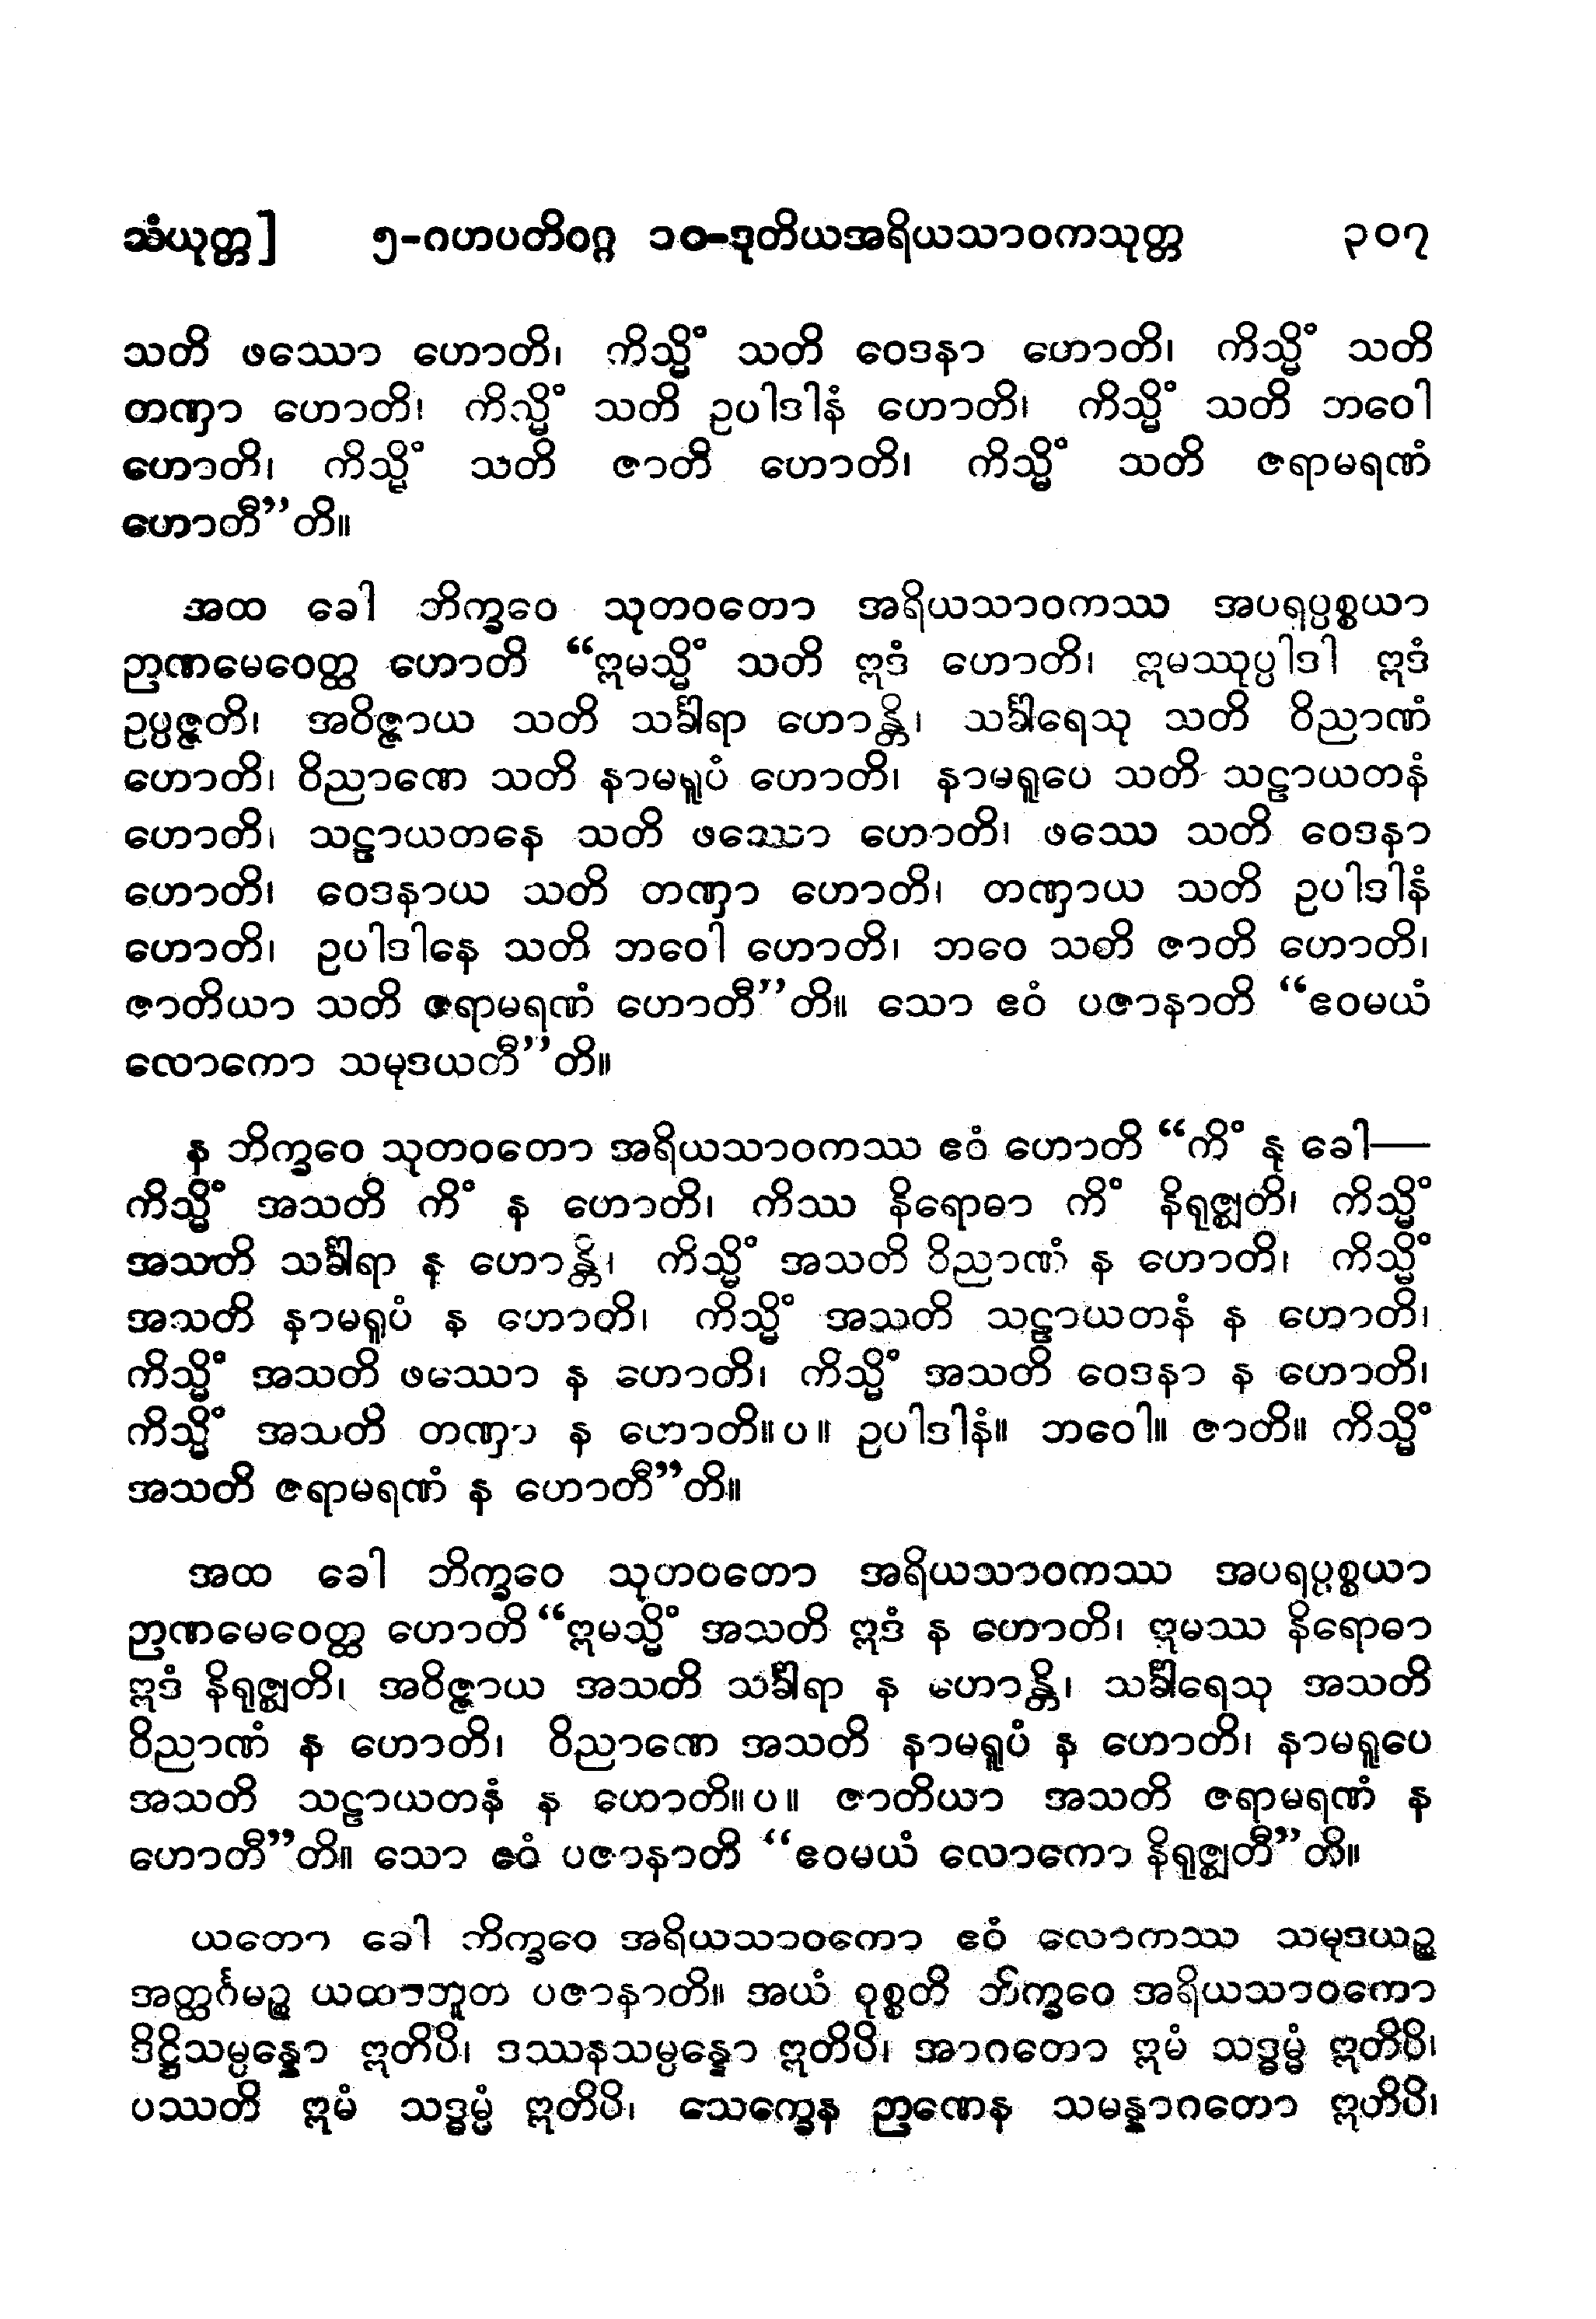 သံယုတ္တ]	၅-ဂဟပတိဝဂ္ဂ ၁၀-ဒုတိယအရိယသာဝကသုတ္တ	၃၀၇
သတိ ဖဿော ဟောတိ၊ ကိသ္မိံ သတိ ဝေဒနာ ဟောတိ၊ ကိသ္မိံ သတိ
တဏှာ ဟောတိ၊ ကိသ္မိံ သတိ ဥပါဒါနံ ဟောတိ၊ ကိသ္မိံ သတိ ဘဝေါ
ဟောတိ၊ ကိသ္မိံ သတိ ဇာတိ ဟောတိ၊ ကိသ္မိံ သတိ ဇရာမရဏံ
ဟောတီ”တိ။
အထ ခေါ ဘိက္ခဝေ သုတဝတော အရိယသာဝကဿ အပရပ္ပစ္စယာ
ဉာဏမေဝေတ္ထ ဟောတိ “ဣမသ္မိံ သတိ ဣဒံ ဟောတိ၊ ဣမဿုပ္ပါဒါ ဣဒံ
ဥပ္ပဇ္ဇတိ၊ အဝိဇ္ဇာယ သတိ သင်္ခါရာ ဟောန္တိ၊ သင်္ခါရေသု သတိ ဝိညာဏံ
ဟောတိ၊ ဝိညာဏေ သတိ နာမရူပံ ဟောတိ၊ နာမရူပေ သတိ သဠာယတနံ
ဟောတိ၊ သဠာယတနေ သတိ ဖဿော ဟောတိ၊ ဖဿေ သတိ ဝေဒနာ
ဟောတိ၊ ဝေဒနာယ သတိ တဏှာ ဟောတိ၊ တဏှာယ သတိ ဥပါဒါနံ
ဟောတိ၊ ဥပါဒါနေ သတိ ဘဝေါ ဟောတိ၊ ဘဝေ သတိ ဇာတိ ဟောတိ၊
ဇာတိယာ သတိ ဇရာမရဏံ ဟောတီ”တိ။ သော ဧဝံ ပဇာနာတိ “ဧဝမယံ
လောကော သမုဒယတီ”တိ။
န ဘိက္ခဝေ သုတဝတော အရိယသာဝကဿ ဧဝံ ဟောတိ “ကိံ နု ခေါ—
ကိသ္မိံ အသတိ ကိံ န ဟောတိ၊ ကိဿ နိရောဓာ ကိံ နိရုဇ္ဈတိ၊ ကိသ္မိံ
အသတိ သင်္ခါရာ န ဟောန္တိ၊ ကိသ္မိံ အသတိ ဝိညာဏံ န ဟောတိ၊ ကိသ္မိံ
အသတိ နာမရူပံ န ဟောတိ၊ ကိသ္မိံ အသတိ သဠာယတနံ န ဟောတိ၊
ကိသ္မိံ အသတိ ဖဿော န ဟောတိ၊ ကိသ္မိံ အသတိ ဝေဒနာ န ဟောတိ၊
ကိသ္မိံ အသတိ တဏှာ န ဟောတိ။ပ။ ဥပါဒါနံ။ ဘဝေါ။ ဇာတိ။ ကိသ္မိံ
အသတိ ဇရာမရဏံ န ဟောတီ”တိ။
အထ ခေါ ဘိက္ခဝေ သုတဝတော အရိယသာဝကဿ အပရပ္ပစ္စယာ
ဉာဏမေဝေတ္ထ ဟောတိ “ဣမသ္မိံ အသတိ ဣဒံ န ဟောတိ၊ ဣမဿ နိရောဓာ
ဣဒံ နိရုဇ္ဈတိ၊ အဝိဇ္ဇာယ အသတိ သင်္ခါရာ န ဟောန္တိ၊ သင်္ခါရေသု အသတိ
ဝိညာဏံ န ဟောတိ၊ ဝိညာဏေ အသတိ နာမရူပံ န ဟောတိ၊ နာမရူပေ
အသတိ သဠာယတနံ န ဟောတိ။ပ။ ဇာတိယာ အသတိ ဇရာမရဏံ န
ဟောတီ”တိ။ သော ဧဝံ ပဇာနာတိ “ဧဝမယံ လောကော နိရုဇ္ဈတီ”တိ။
ယတော ခေါ ဘိက္ခဝေ အရိယသာဝကော ဧဝံ လောကဿ သမုဒယဉ္စ
အတ္ထင်္ဂမဉ္စ ယထာဘူတ ပဇာနာတိ။ အယံ ဝုစ္စတိ ဘိက္ခဝေ အရိယသာဝကော
ဒိဋ္ဌိသမ္ပန္နော ဣတိပိ၊ ဒဿနသမ္ပန္နော ဣတိပိ၊ အာဂတော ဣမံ သဒ္ဓမ္မံ ဣတိပိ၊
ပဿတိ ဣမံ သဒ္ဓမ္မံ ဣတိပိ၊ သေက္ခေန ဉာဏေန သမန္နာဂတော ဣတိပိ၊